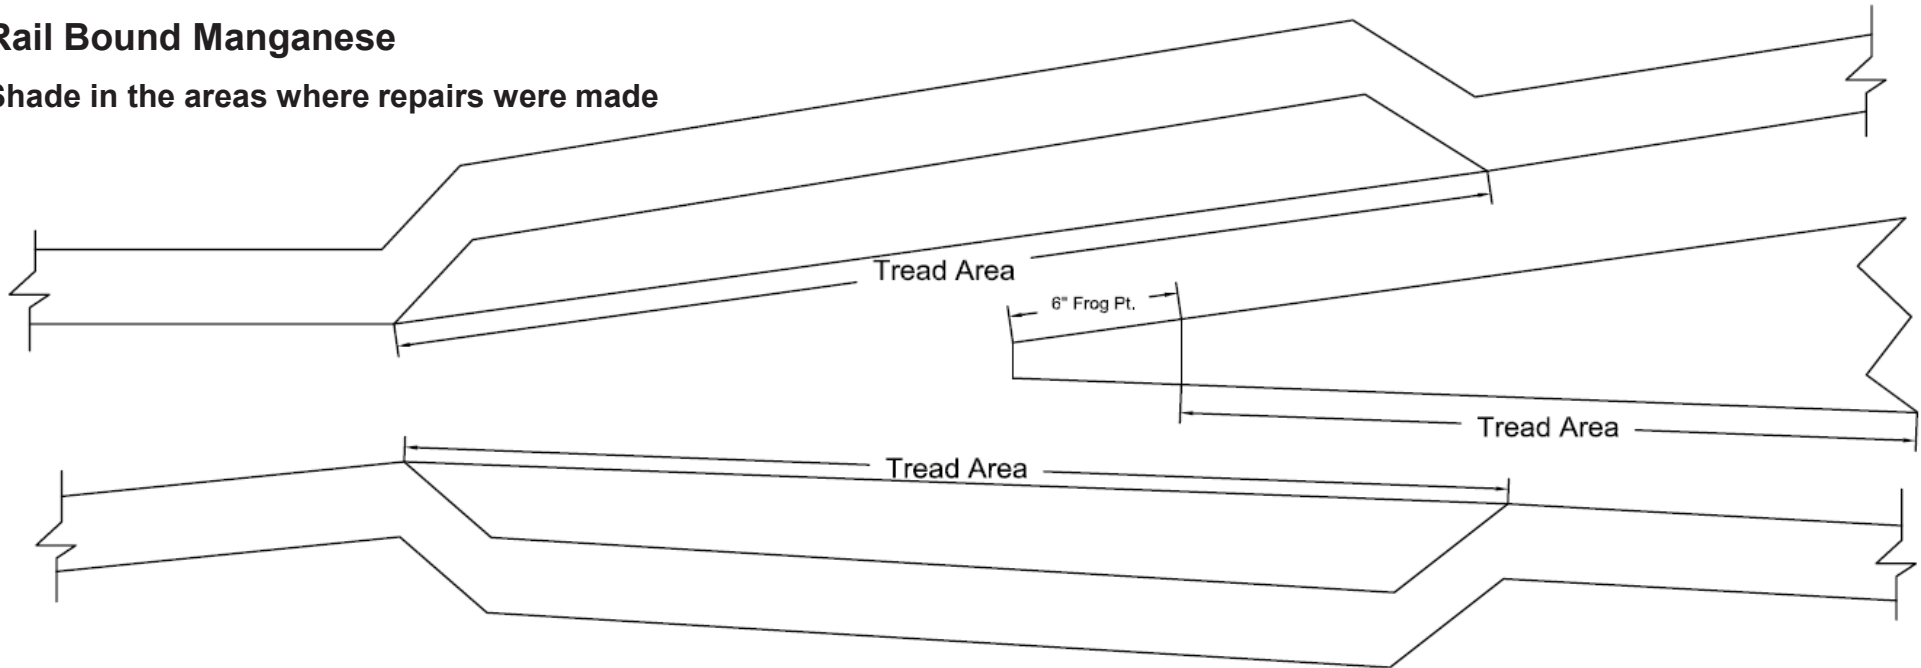 Rail Bound Manganese
Shade in the areas where repairs were made
Tread Area
6" Frog Pt.
Tread Area
Tread Area